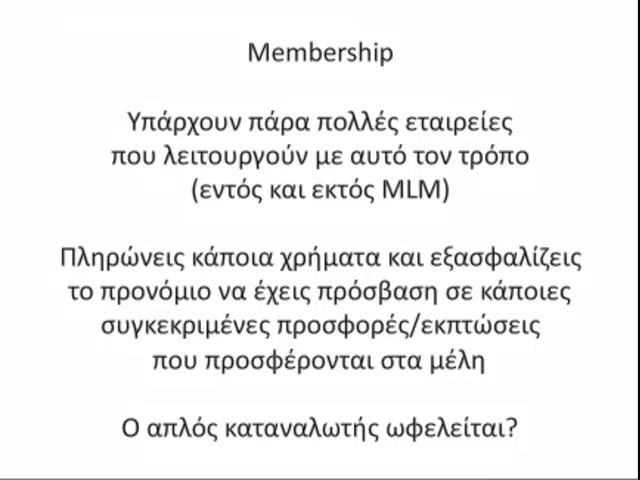 Membership
Υπάρχουν πάρα πολλές εταιρείες
που λειτουργούν με αυτό τον τρόπο
(εντός και εκτός MLM)
Πληρώνεις κάποια χρήματα και εξασφαλίζεις
το προνόμιο να έχεις πρόσβαση σε κάποιες
συγκεκριμένες προσφορές/εκπτώσεις
που προσφέρονται στα μέλη
Ο απλός καταναλωτής ωφελείται?